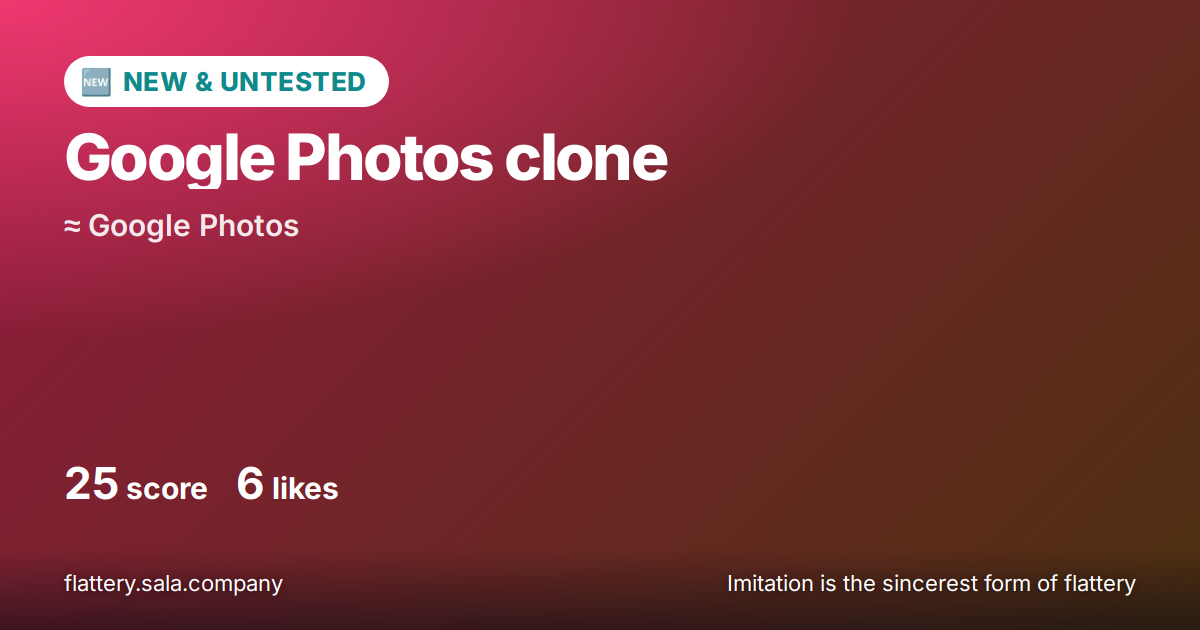 🆕 NEW & UNTESTED
Google Photos clone
≈ Google Photos
25 score 6 likes
flattery.sala.company
Imitation is the sincerest form of flattery